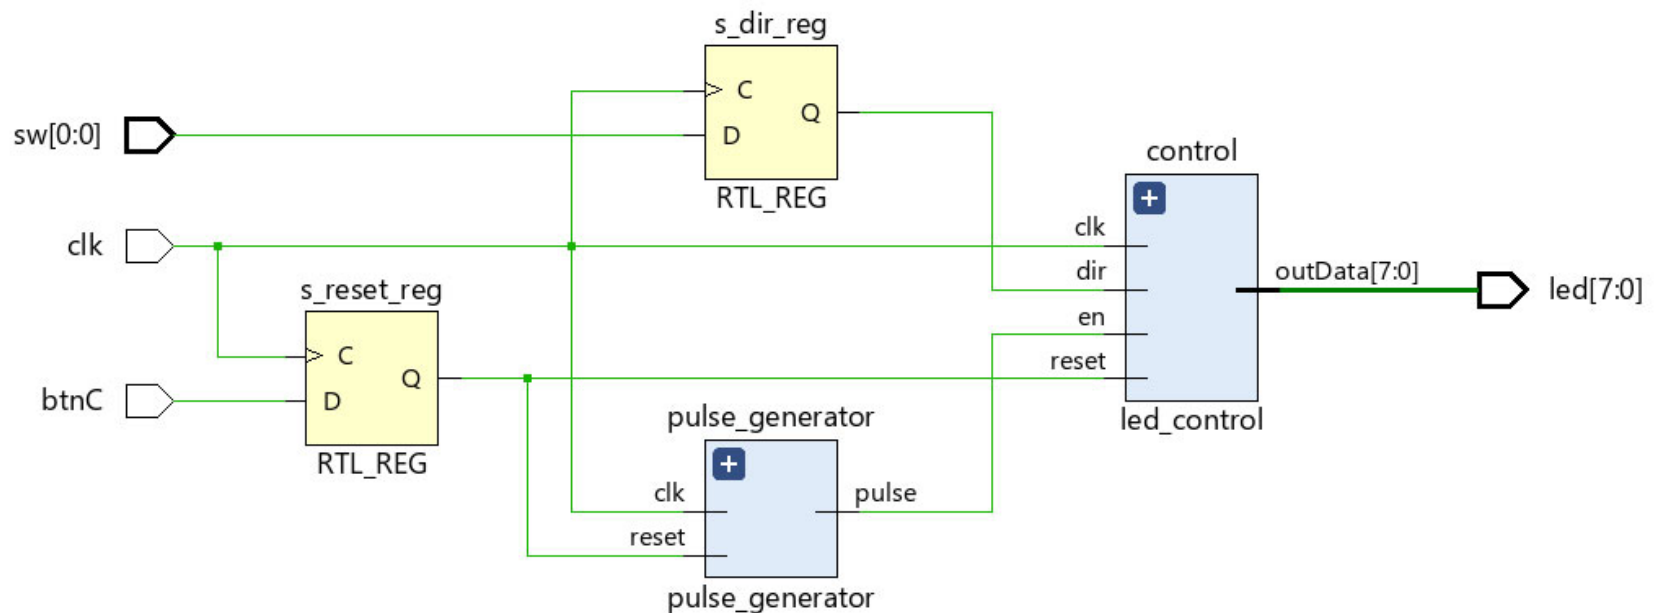 s_dir_reg
C
Q
D
RTL_REG
sw[0:0]
clk
btnC
s_reset_reg
C
Q
D
RTL_REG
pulse_generator
+
clk
reset
pulse
pulse_generator
control
+
clk
dir
en
reset
led_control
outData[7:0]
led[7:0]